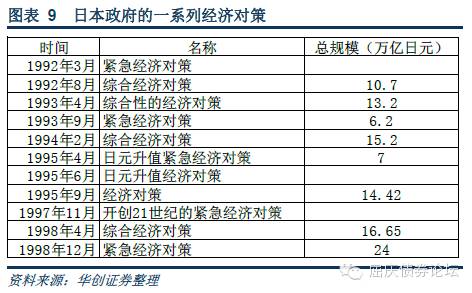 图表 9 日本政府的一系列经济对策
时间 名称 总规模（万亿日元）
1992年3月 紧急经济对策
1992年8月 综合经济对策 10.7
1993年4月 综合性的经济对策 13.2
1993年9月 紧急经济对策 6.2
1994年2月 综合经济对策 15.2
1995年4月 日元升值紧急经济对策 7
1995年6月 日元升值经济对策
1995年9月 经济对策 14.42
1997年11月 开创21世纪的紧急经济对策
1998年4月 综合经济对策 16.65
1998年12月 紧急经济对策 24
资料来源：华创证券整理
屈庆债券论坛